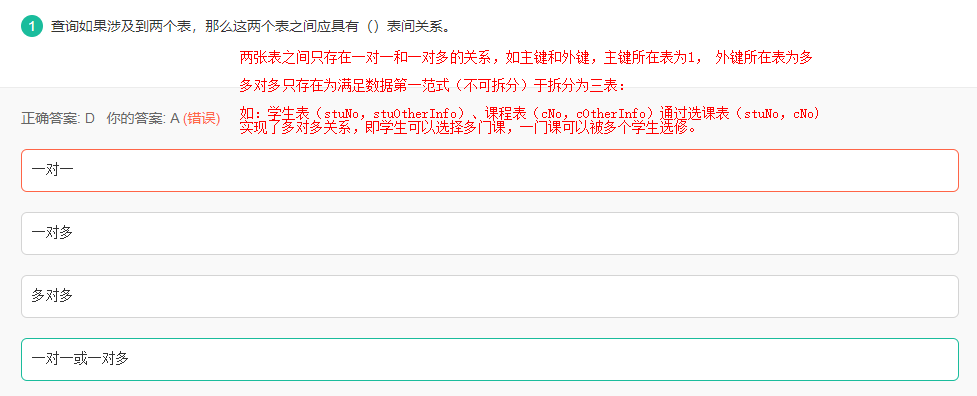 1 查询如果涉及到两个表，那么这两个表之间应具有（）表间关系。
两张表之间只存在一对一和一对多的关系，如主键和外键，主键所在表为1， 外键所在表为多
多对多只存在为满足数据第一范式（不可拆分）于拆分为三表：
如：学生表（stuNo，stuOtherInfo）、课程表（cNo，cOtherInfo）通过选课表（stuNo，cNo）
实现了多对多关系，即学生可以选择多门课，一门课可以被多个学生选修。
正确答案: D 你的答案: A (错误)
一对一
一对多
多对多
一对一或一对多